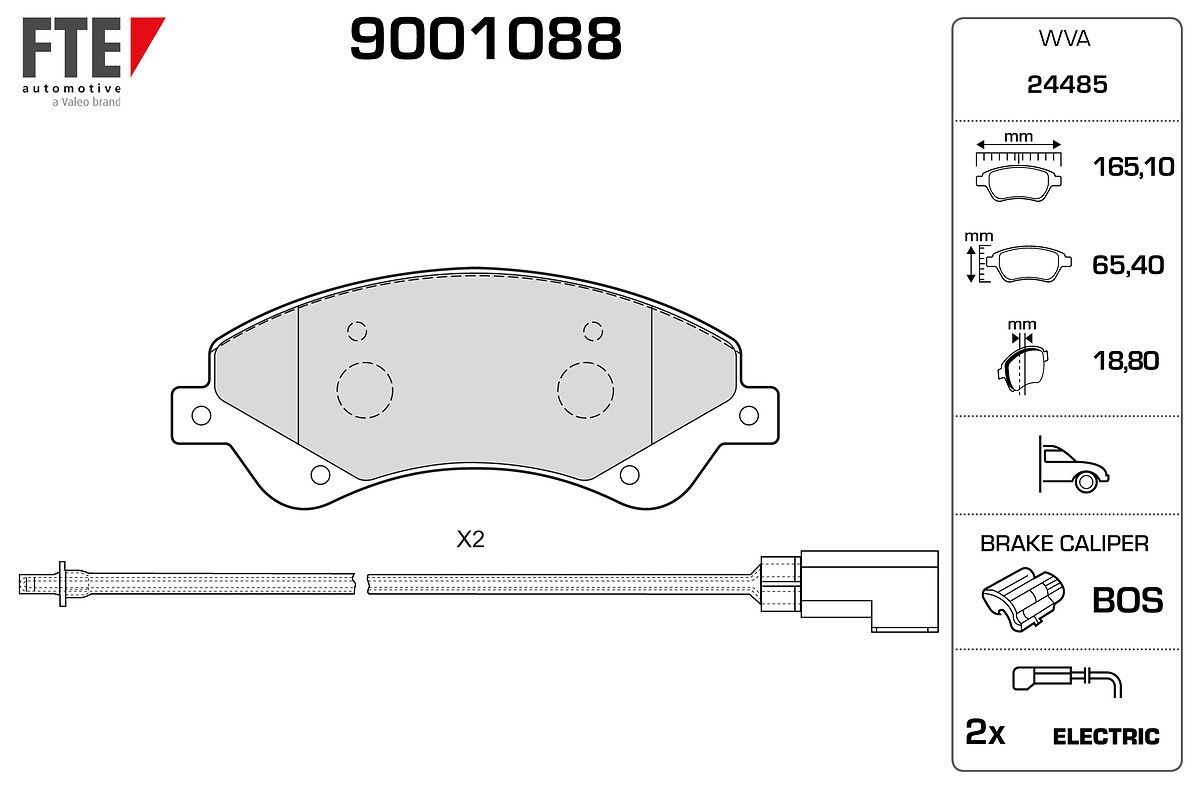 FTE
automotive
a Valeo brand
9001088
X2
WVA
24485
mm
165,10
mm
65,40
mm
18,80
BRAKE CALIPER
BOS
2x ELECTRIC